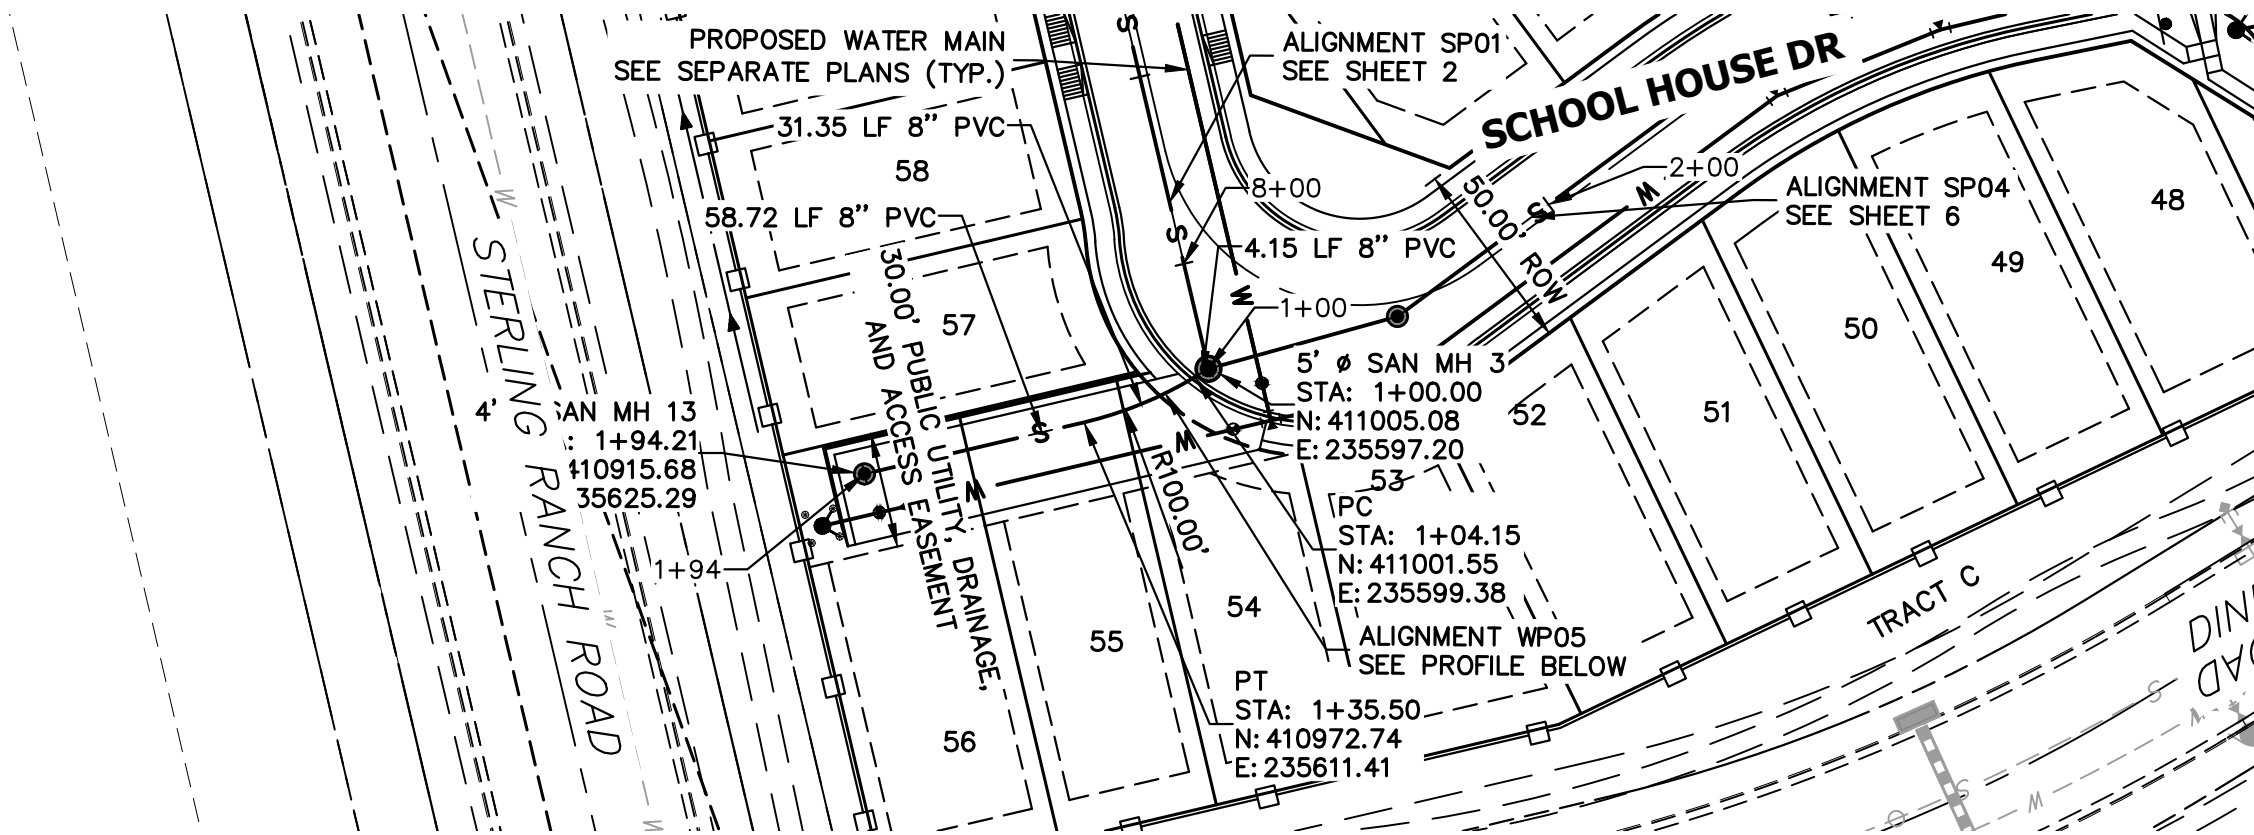 PROPOSED WATER MAIN
SEE SEPARATE PLANS (TYP.)
ALIGNMENT SP01
SEE SHEET 2
SCHOOL HOUSE DR
31.35 LF 8” PVC
58
58.72 LF 8” PVC
8+00
4.15 LF 8” PVC
1+00
2+00
50.00' ROW
ALIGNMENT SP04
SEE SHEET 6
48
49
50
51
52
53
54
55
56
57
S
S
S
S
W
W
W
W
W
W
STERLING RANCH ROAD
30.00' PUBLIC UTILITY, DRAINAGE,
AND ACCESS EASEMENT
4' SAN MH 13
: 1+94.21
410915.68
35625.29
1+94
5' ø SAN MH 3
STA: 1+00.00
N: 411005.08
E: 235597.20
R100.00'
PC
STA: 1+04.15
N: 411001.55
E: 235599.38
ALIGNMENT WP05
SEE PROFILE BELOW
PT
STA: 1+35.50
N: 410972.74
E: 235611.41
TRACT C
W
S
S
W
O
DIN